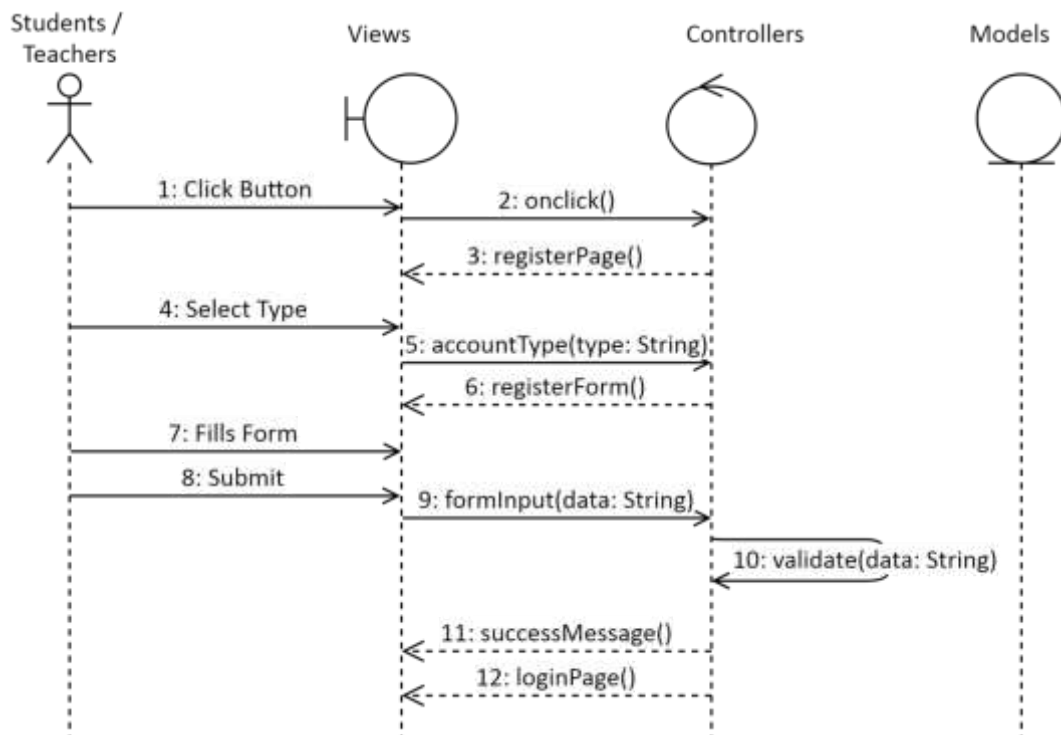 Students /
Teachers
Views
Controllers
Models
1: Click Button
2: onclick()
3: registerPage()
4: Select Type
5: accountType(type: String)
6: registerForm()
7: Fills Form
8: Submit
9: formInput(data: String)
10: validate(data: String)
11: successMessage()
12: loginPage()